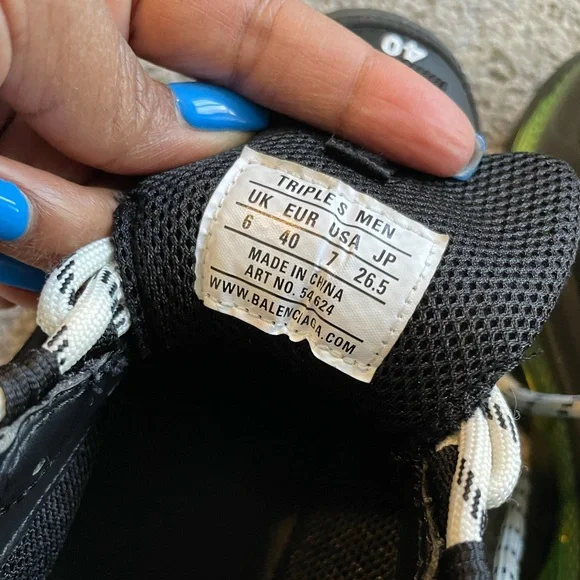 40
TRIPLE S MEN
UK EUR USA JP
6 40 7 26.5
MADE IN CHINA
ART NO. 54624
WWW.BALENCIAGA.COM